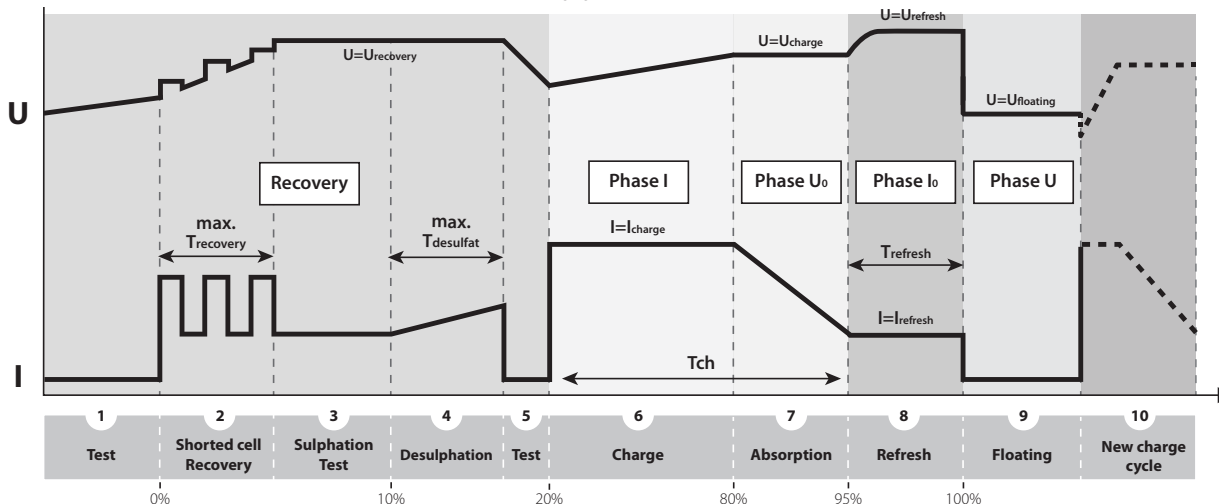 U=Urefresh
U=Ucharge
U=Urecovery
U
U=Ufloating
Recovery
Phase I
Phase U0
Phase I0
Phase U
max.
Trecovery
max.
Tdesulfat
I=Icharge
Trefresh
I=Irefresh
Tch
I
1
2
3
4
5
6
7
8
9
10
Test
Shorted cell
Recovery
Sulphation
Test
Desulphation
Test
Charge
Absorption
Refresh
Floating
New charge
cycle
0%
10%
20%
80%
95%
100%